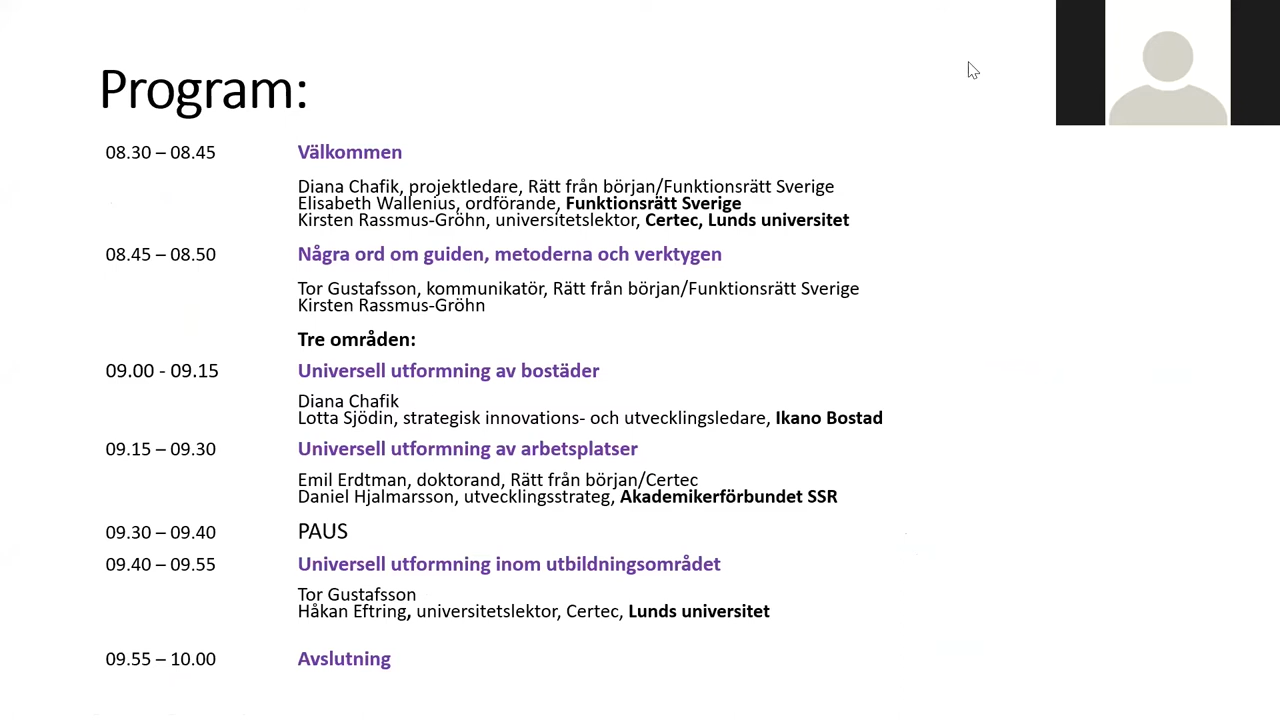 Program:
08.30 – 08.45 Välkommen
Diana Chafik, projektledare, Rätt från början/Funktionsrätt Sverige
Elisabeth Wallenius, ordförande, Funktionsrätt Sverige
Kirsten Rassmus-Gröhn, universitetslektor, Certec, Lunds universitet
08.45 – 08.50 Några ord om guiden, metoderna och verktygen
Tor Gustafsson, kommunikatör, Rätt från början/Funktionsrätt Sverige
Kirsten Rassmus-Gröhn
Tre områden:
09.00 - 09.15 Universell utformning av bostäder
Diana Chafik
Lotta Sjödin, strategisk innovations- och utvecklingsledare, Ikano Bostad
09.15 – 09.30 Universell utformning av arbetsplatser
Emil Erdtman, doktorand, Rätt från början/Certec
Daniel Hjalmarsson, utvecklingsstrateg, Akademikerförbundet SSR
09.30 – 09.40 PAUS
09.40 – 09.55 Universell utformning inom utbildningsområdet
Tor Gustafsson
Håkan Eftring, universitetslektor, Certec, Lunds universitet
09.55 – 10.00 Avslutning